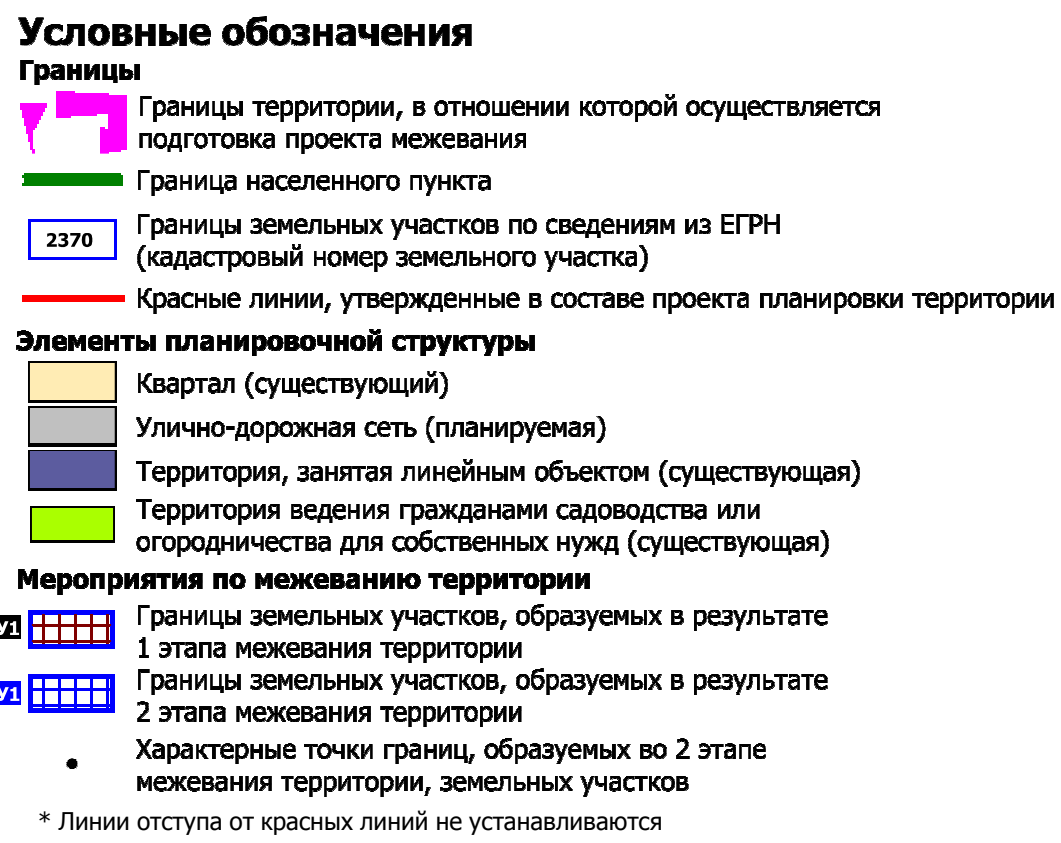 Условные обозначения
Границы
Границы территории, в отношении которой осуществляется
подготовка проекта межевания
Граница населенного пункта
2370
Границы земельных участков по сведениям из ЕГРН
(кадастровый номер земельного участка)
Красные линии, утвержденные в составе проекта планировки территории
Элементы планировочной структуры
Квартал (существующий)
Улично-дорожная сеть (планируемая)
Территория, занятая линейным объектом (существующая)
Территория ведения гражданами садоводства или
огородничества для собственных нужд (существующая)
Мероприятия по межеванию территории
У1
Границы земельных участков, образуемых в результате
1 этапа межевания территории
У1
Границы земельных участков, образуемых в результате
2 этапа межевания территории
Характерные точки границ, образуемых во 2 этапе
межевания территории, земельных участков
* Линии отступа от красных линий не устанавливаются